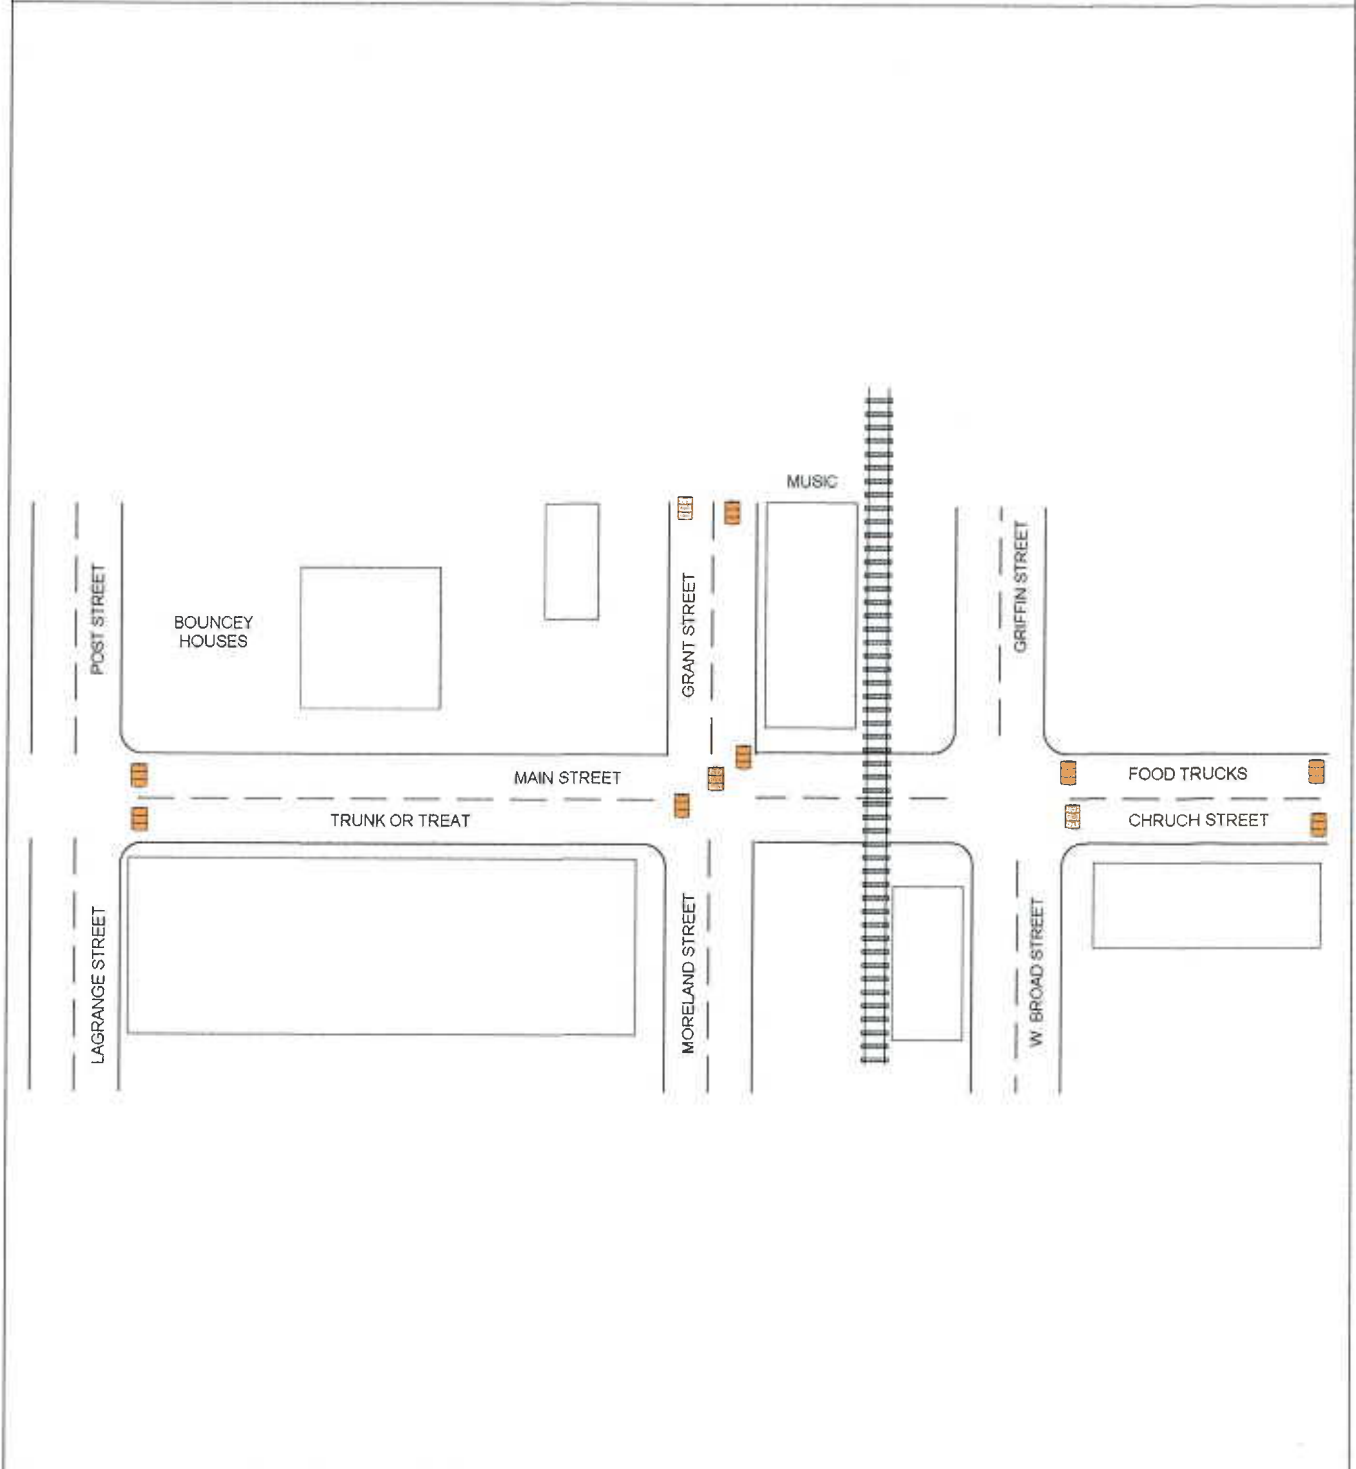 MUSIC
POST STREET
BOUNCEY
HOUSES
GRANT STREET
GRIFFIN STREET
MAIN STREET
FOOD TRUCKS
TRUNK OR TREAT
CHRUCH STREET
LAGRANGE STREET
MORELAND STREET
W. BROAD STREET